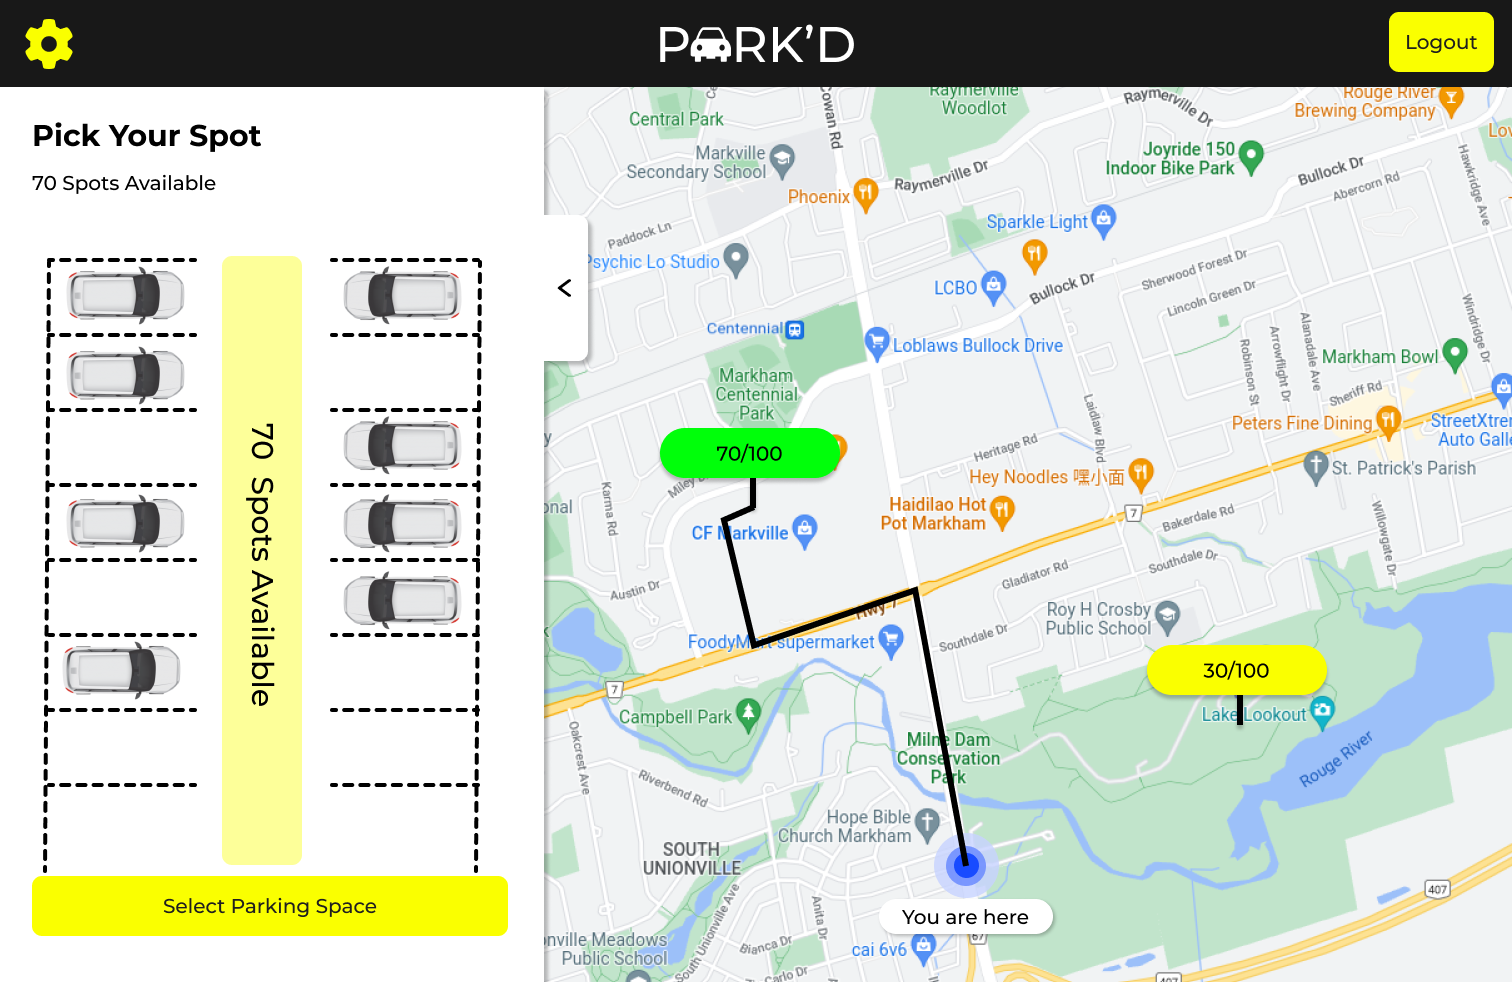 PARK'D
Logout
Pick Your Spot
70 Spots Available
70 Spots Available
<
Select Parking Space
Central Park
Cowan Rd
Raymerville
Woodlot
Raymerville Dr
Rouge River
Brewing Company
Markville
Secondary School
Joyride 150
Indoor Bike Park
Bullock Dr
Abercorn Rd
Hawkridge Ave
Phoenix
Raymerville Dr
Sparkle Light
Paddock Ln
Psychic Lo Studio
LCBO
Bullock Dr
Sherwood Forest Dr
Lincoln Green Dr
Windridge Dr
Centennial
Loblaws Bullock Drive
Robinson St
Arrowflight Dr
Alanadale Ave
Markham Bowl
Markham
Centennial
Park
Sheriff Rd
Laidlaw Blvd
Peters Fine Dining
StreetXtrem
Auto Galle
70/100
Heritage Rd
Hey Noodles 嘿小面
St. Patrick's Parish
Karma Rd
Haidilao Hot
Pot Markham
7
Bakerdale Rd
Willowgate Dr
CF Markville
Southdale Dr
Gladiator Rd
Austin Dr
Hwy 7
Roy H Crosby
Public School
Southdale Dr
FoodyMart supermarket
30/100
7
Campbell Park
Lake Lookout
Oakcrest Ave
Milne Dam
Conservation
Park
Rouge River
Riverbend Rd
Hope Bible
Church Markham
SOUTH
UNIONVILLE
407
You are here
South Unionville Ave
Anita Dr
Bianca Dr
67
cai 6v6
onville Meadows
Public School
Carlo Dr
407